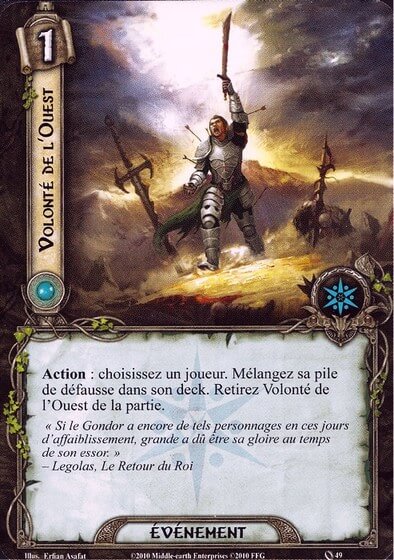 1
VOLONTÉ DE L'OUEST
Action : choisissez un joueur. Mélangez sa pile
de défausse dans son deck. Retirez Volonté de
l'Ouest de la partie.
« Si le Gondor a encore de tels personnages en ces jours
d'affaiblissement, grande a dû être sa gloire au temps
de son essor. »
– Legolas, Le Retour du Roi
ÉVÉNEMENT
Illus. Erfian Asafat
©2010 Middle-earth Enterprises ©2010 FFG
49